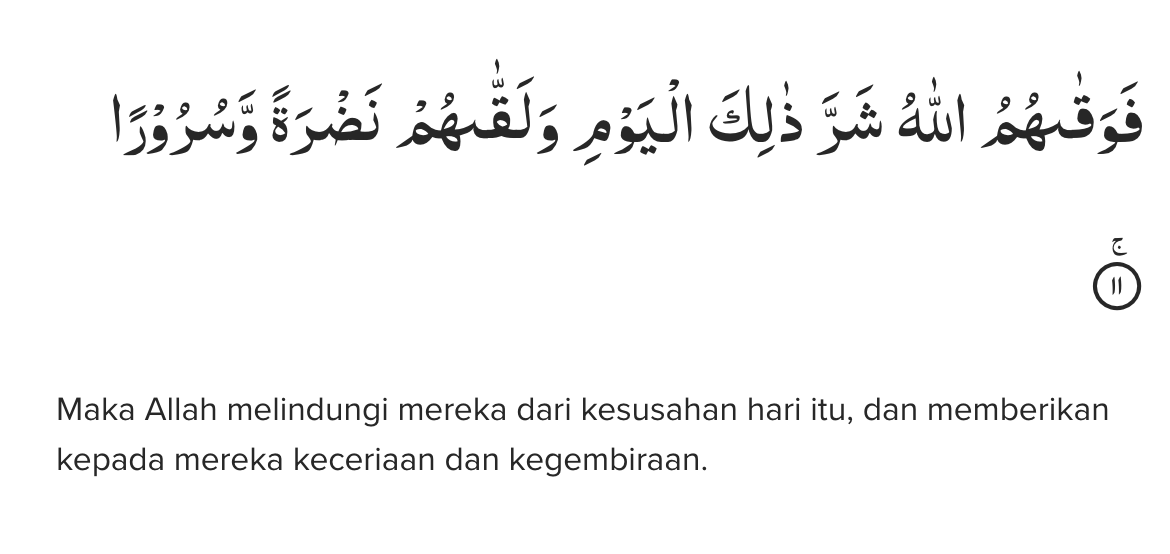 فَوَقٰىهُمُ اللّٰهُ شَرَّ ذٰلِكَ الْيَوْمِ وَلَقّٰىهُمْ نَضْرَةً وَّسُرُوْرًا
ۚ
١١
Maka Allah melindungi mereka dari kesusahan hari itu, dan memberikan
kepada mereka keceriaan dan kegembiraan.